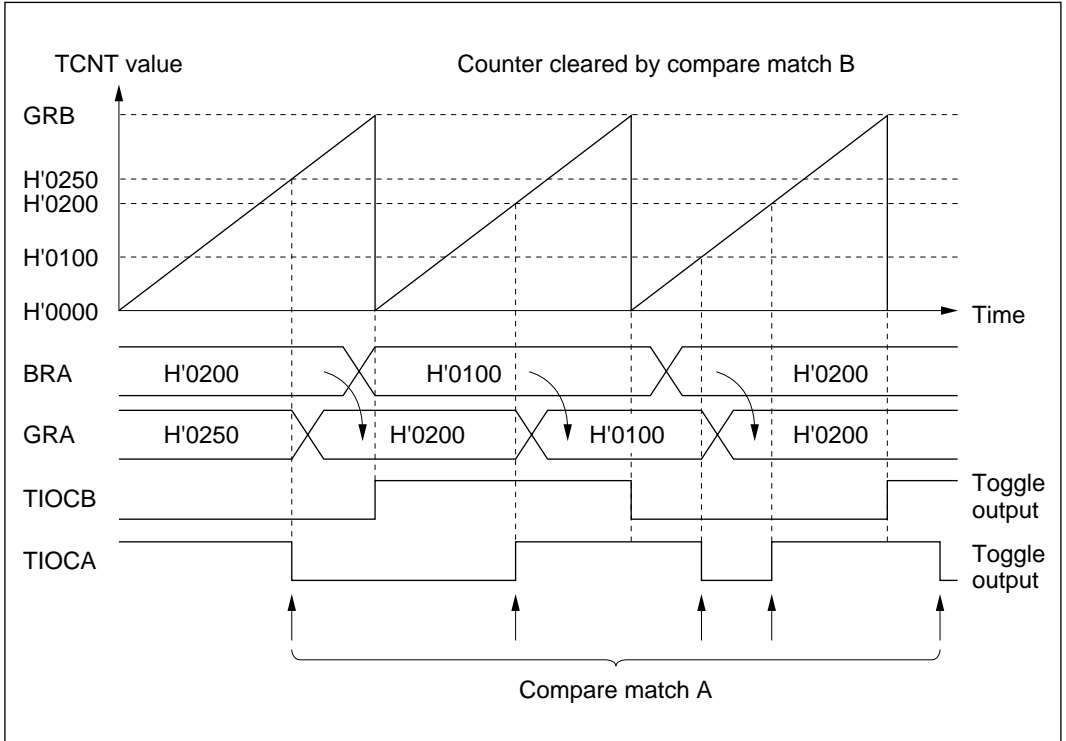 TCNT value
Counter cleared by compare match B
GRB
H'0250
H'0200
H'0100
H'0000
Time
BRA
H'0200
H'0100
H'0200
GRA
H'0250
H'0200
H'0100
H'0200
TIOCB
Toggle
output
TIOCA
Toggle
output
Compare match A